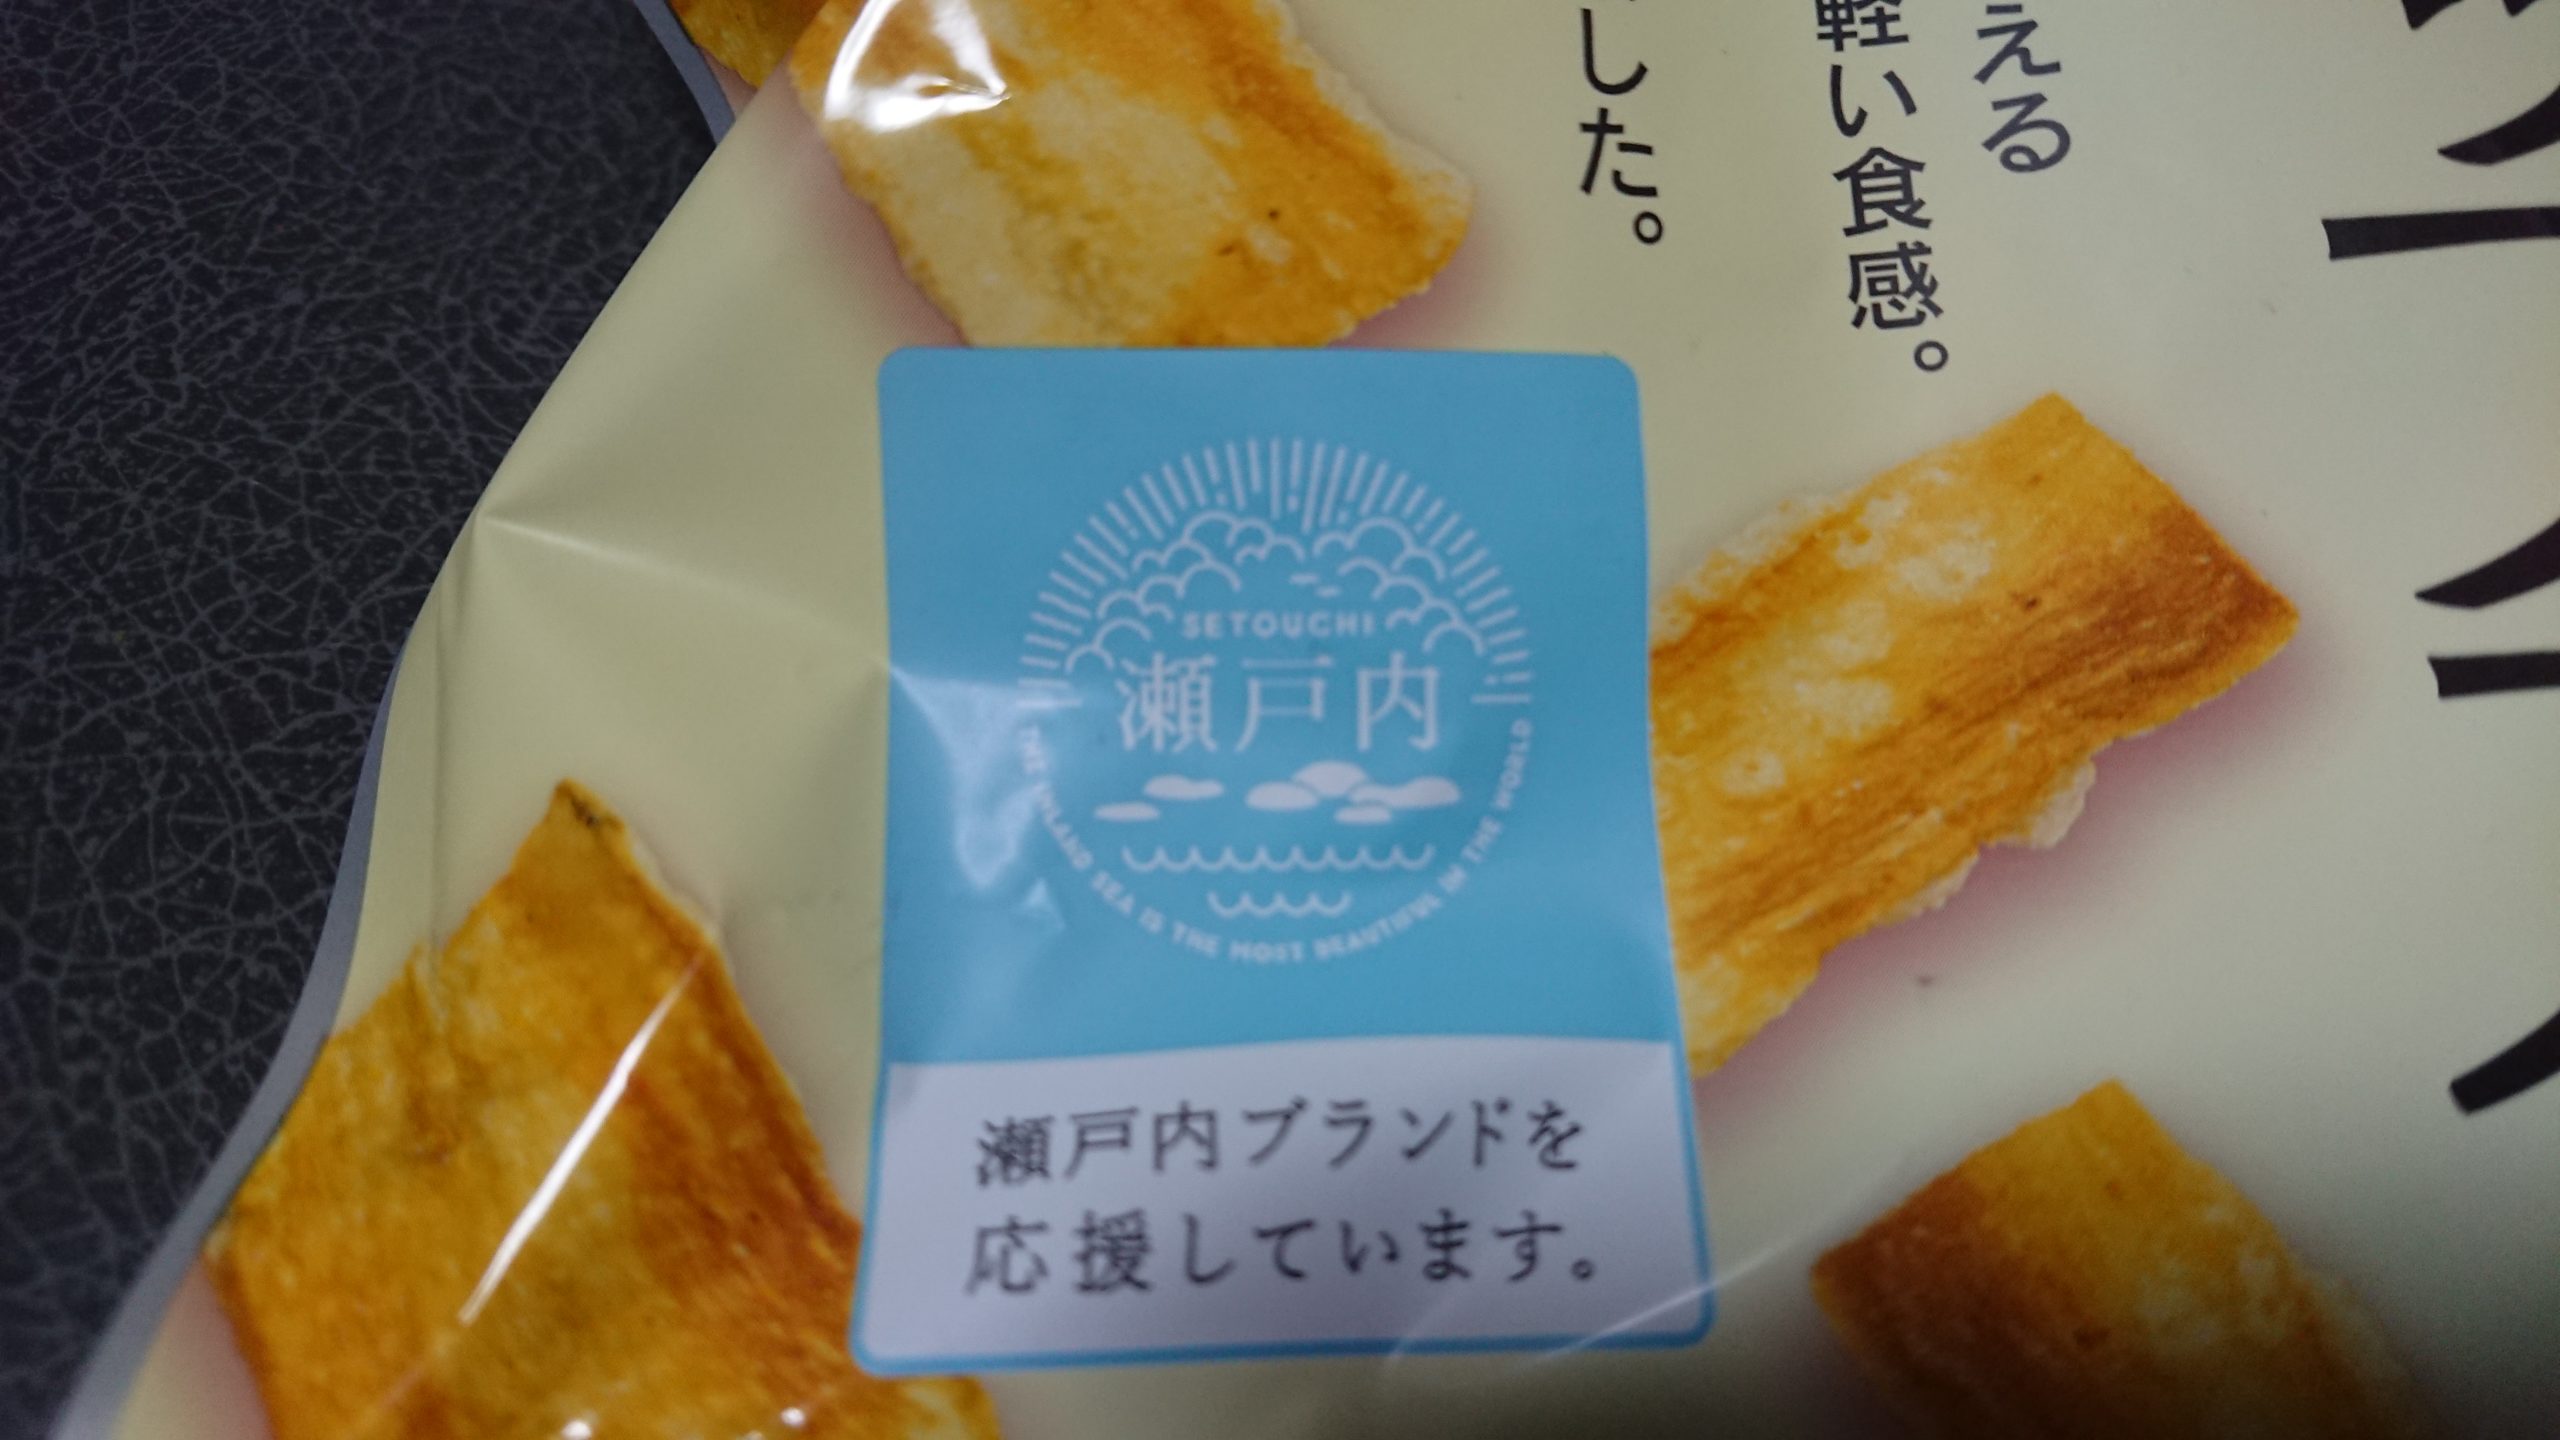 える
軽い食感。
した。
SETOUCHI
瀬戸内
THE INLAND SEA IS THE MOST BEAUTIFUL IN THE WORLD
瀬戸内ブランドを
応援しています。